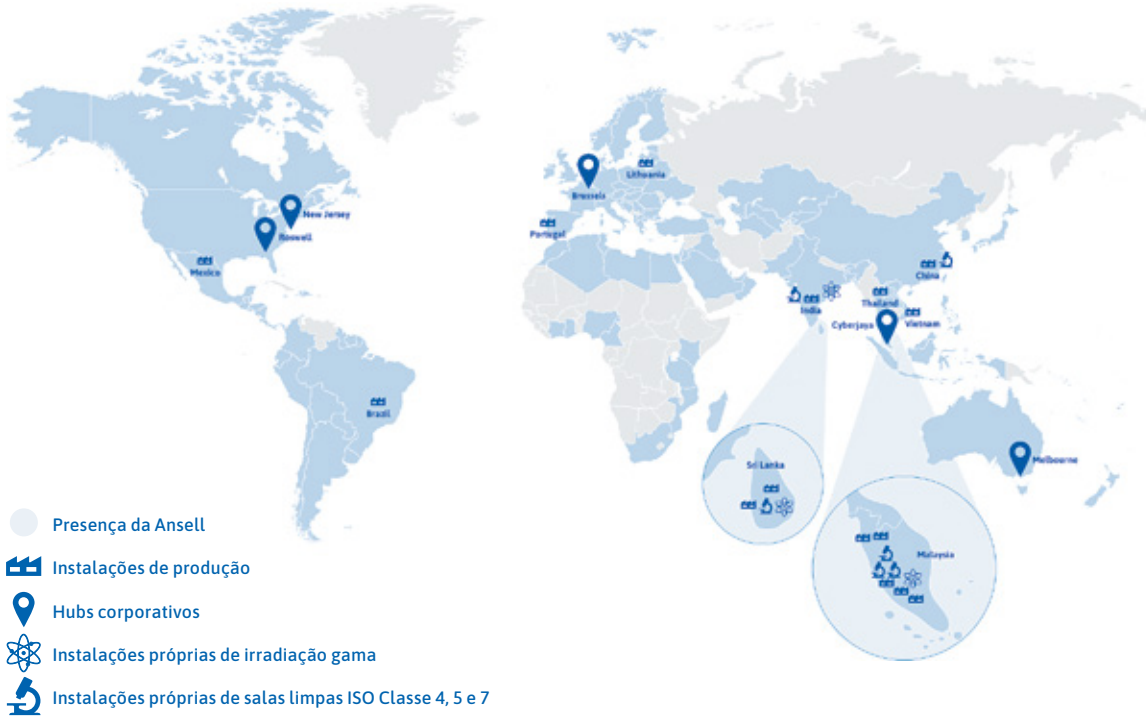 Lithuania
Brussels
New Jersey
Portugal
Roswell
Mexico
China
Thailand
India
Cyberjaya
Vietnam
Brazil
Melbourne
Sri Lanka
Malaysia
Presença da Ansell
Instalações de produção
Hubs corporativos
Instalações próprias de irradiação gama
Instalações próprias de salas limpas ISO Classe 4, 5 e 7